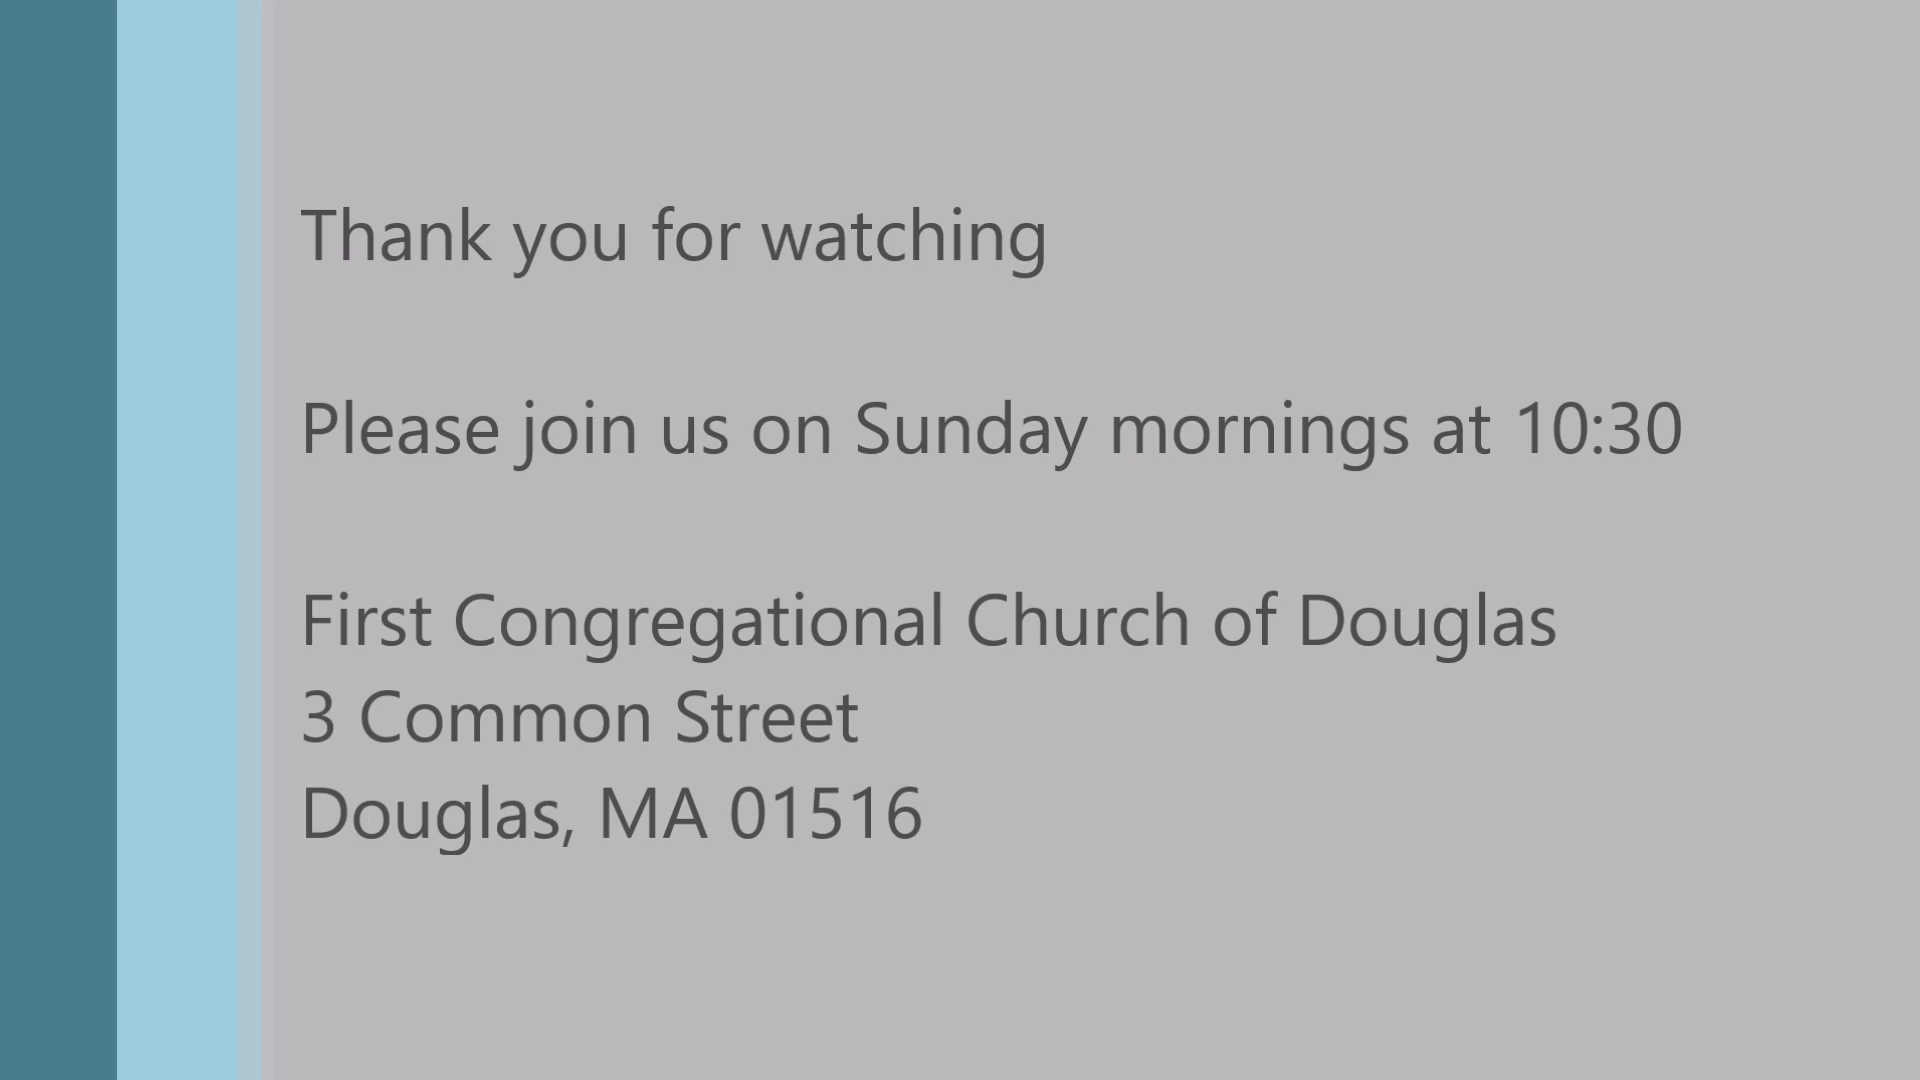 Thank you for watching
Please join us on Sunday mornings at 10:30
First Congregational Church of Douglas
3 Common Street
Douglas, MA 01516